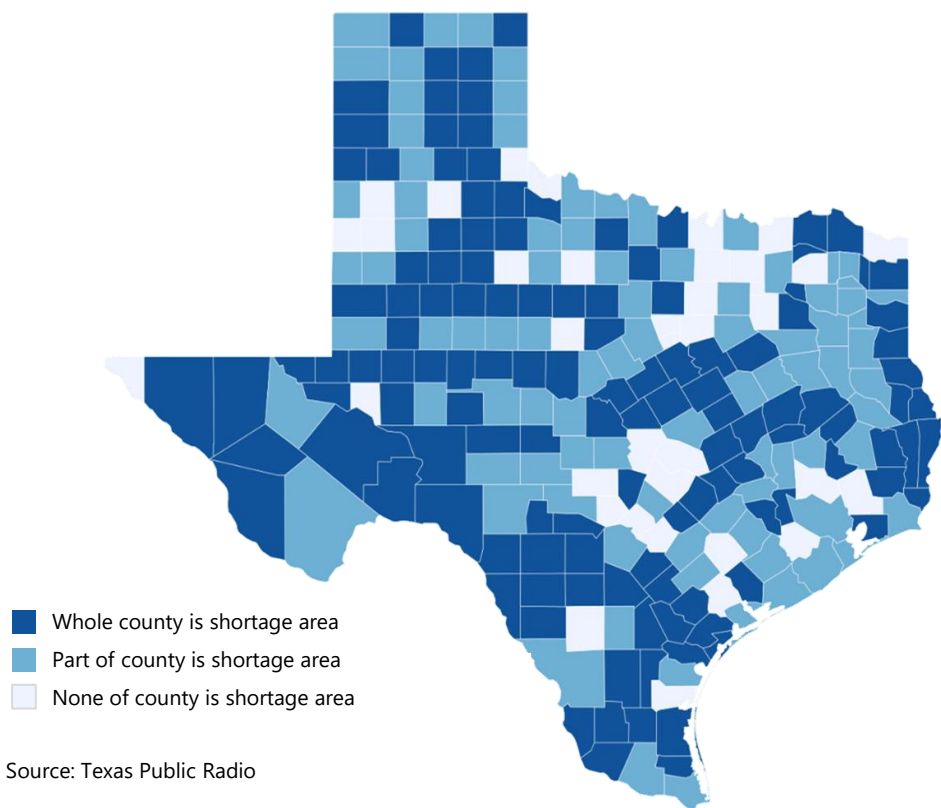 Whole county is shortage area
Part of county is shortage area
None of county is shortage area
Source: Texas Public Radio